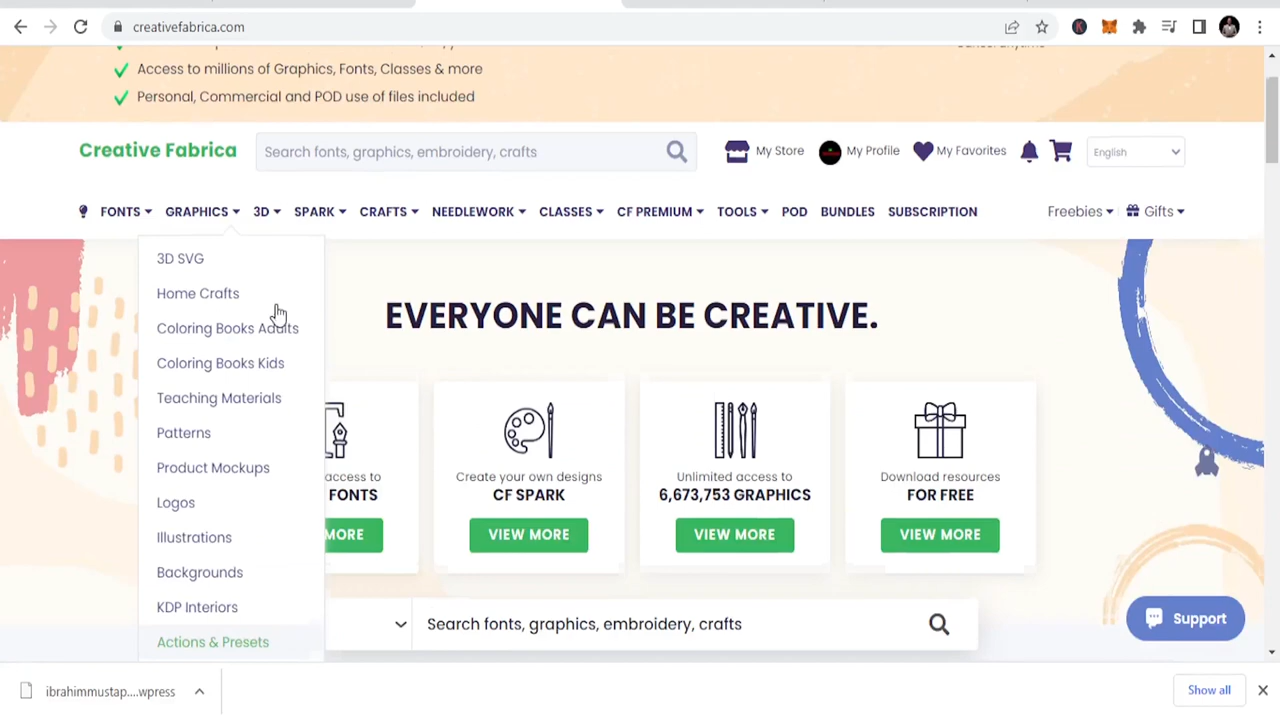 creativefabrica.com
Access to millions of Graphics, Fonts, Classes & more
Personal, Commercial and POD use of files included
Creative Fabrica
Search fonts, graphics, embroidery, crafts
My Store
My Profile
My Favorites
English
FONTS
GRAPHICS
3D
SPARK
CRAFTS
NEEDLEWORK
CLASSES
CF PREMIUM
TOOLS
POD
BUNDLES
SUBSCRIPTION
Freebies
Gifts
3D SVG
Home Crafts
Coloring Books Adults
Coloring Books Kids
Teaching Materials
Patterns
Product Mockups
Logos
Illustrations
Backgrounds
KDP Interiors
Actions & Presets
EVERYONE CAN BE CREATIVE.
access to
FONTS
MORE
Create your own designs
CF SPARK
VIEW MORE
Unlimited access to
6,673,753 GRAPHICS
VIEW MORE
Download resources
FOR FREE
VIEW MORE
Search fonts, graphics, embroidery, crafts
Support
ibrahimmustap....wpress
Show all